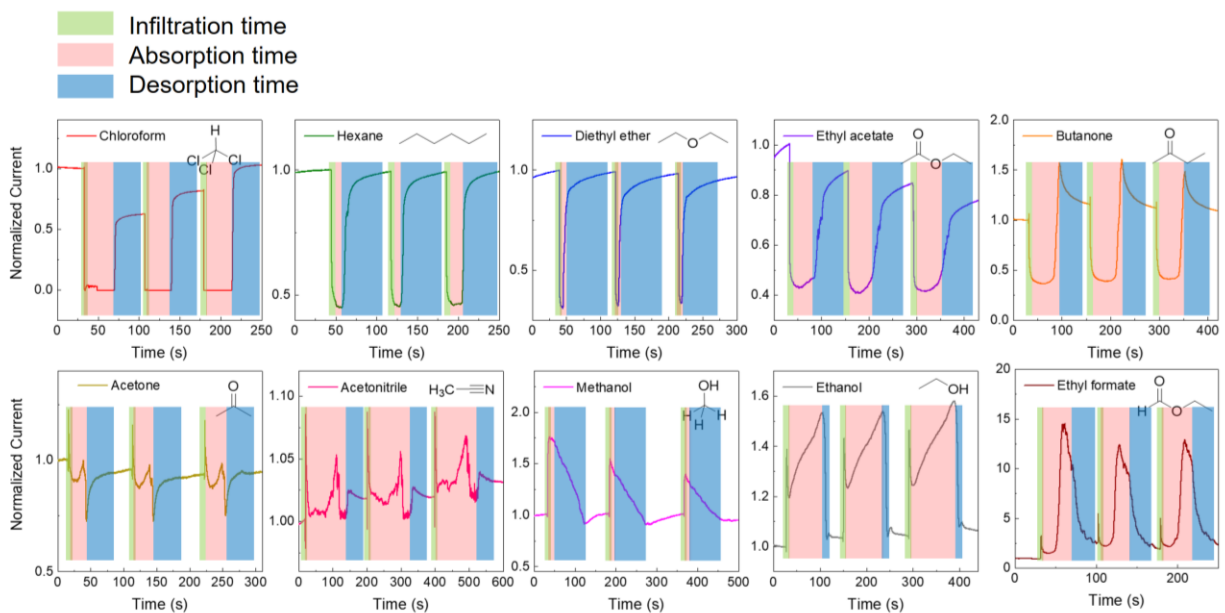 Infiltration time
Absorption time
Desorption time
Normalized Current
Chloroform
H
Cl
Cl
Cl
1.0
0.5
0.0
0 50 100 150 200 250
Time (s)
Hexane
1.0
0.5
0 50 100 150 200 250
Time (s)
Diethyl ether
O
1.0
0.5
0 50 100 150 200 250 300
Time (s)
Ethyl acetate
O
O
1.0
0.8
0.6
0.4
0 100 200 300 400
Time (s)
Butanone
O
2.0
1.5
1.0
0.5
0.0
0 100 200 300 400
Time (s)
Normalized Current
Acetone
O
1.0
0.5
0 50 100 150 200 250 300
Time (s)
Acetonitrile
H3C
N
1.10
1.05
1.00
0 100 200 300 400 500 600
Time (s)
Methanol
OH
H
H
H
2.0
1.5
1.0
0.5
0 100 200 300 400 500
Time (s)
Ethanol
OH
1.6
1.4
1.2
1.0
0 100 200 300 400
Time (s)
Ethyl formate
O
H
O
20
15
10
5
0
0 100 200
Time (s)